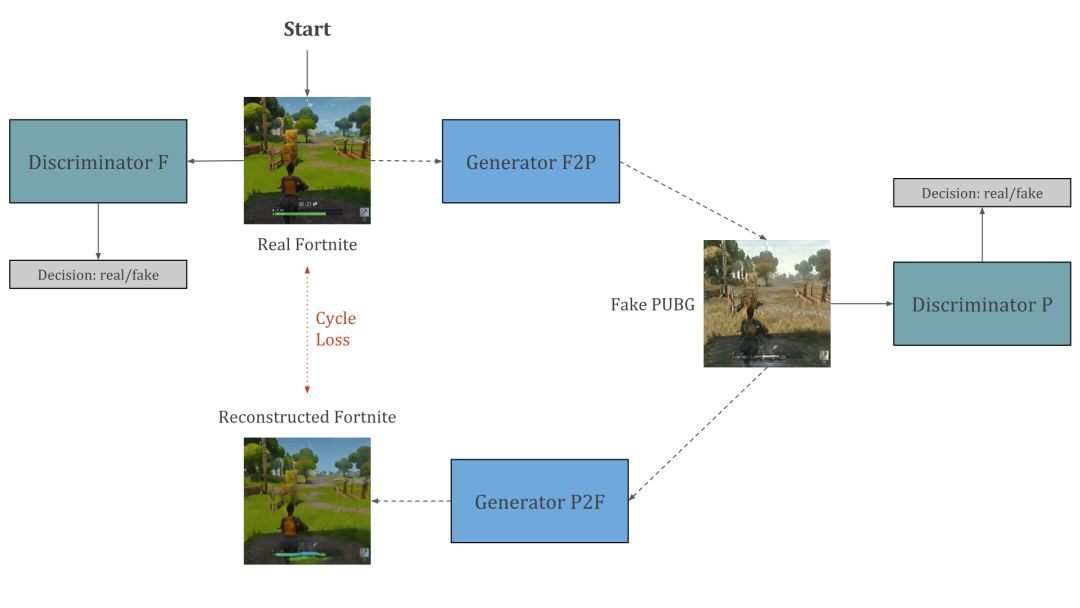 Start
Discriminator F
Generator F2P
Decision: real/fake
Real Fortnite
Decision: real/fake
Fake PUBG
Discriminator P
Cycle
Loss
Reconstructed Fortnite
Generator P2F